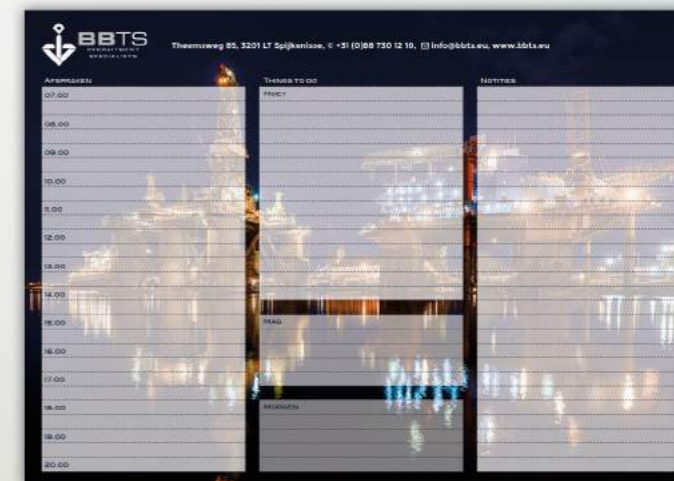 BBTS
RECRUITMENT
SPECIALISTS
Theemsweg 85, 3201 LT Spijkenisse, +31 (0)88 730 12 19, info@bbts.eu, www.bbts.eu
AFSPRAKEN
07.00
08.00
09.00
10.00
11.00
12.00
13.00
14.00
15.00
16.00
17.00
18.00
19.00
20.00
THINGS TO DO
MOET
MAG
MORGEN
NOTITIES